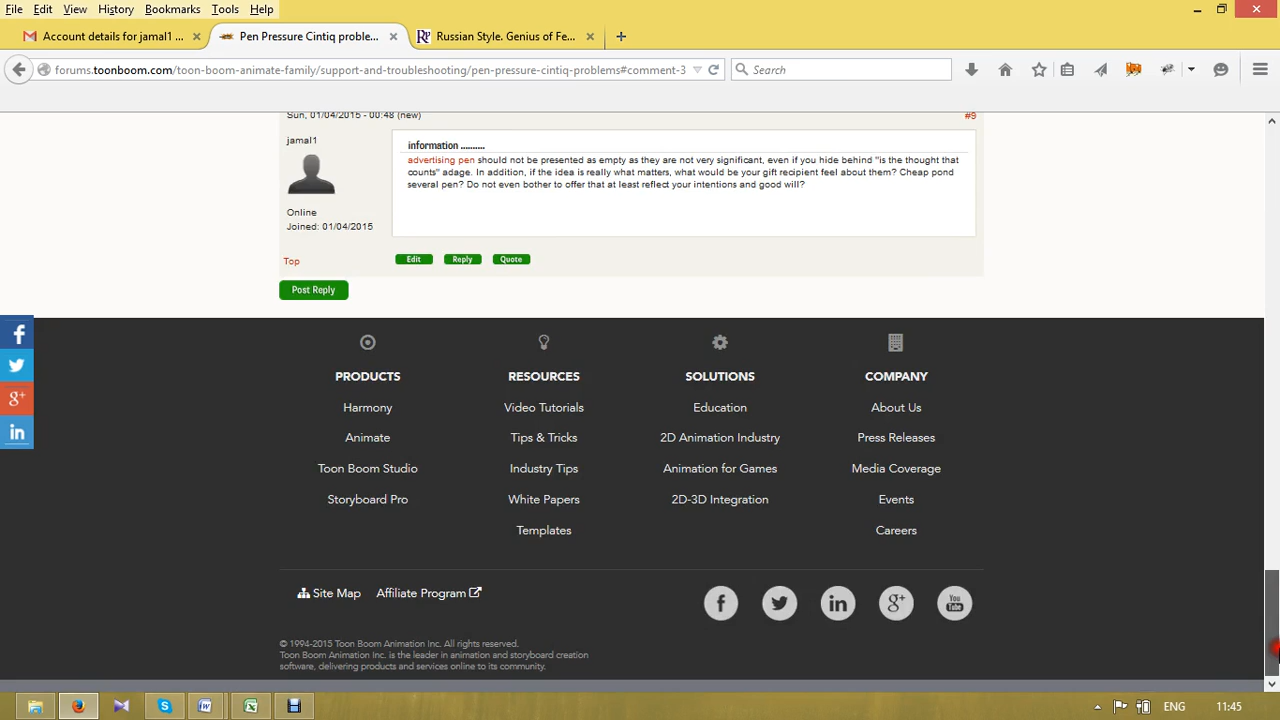 File Edit View History Bookmarks Tools Help
Account details for jamal1 ... Pen Pressure Cintiq proble... Russian Style. Genius of Fe...
forums.toonboom.com/toon-boom-animate-family/support-and-troubleshooting/pen-pressure-cintiq-problems#comment-3 Search
Sun, 01/04/2015 - 00:48 (new) #9
jamal1
information ..........
advertising pen should not be presented as empty as they are not very significant, even if you hide behind "is the thought that
counts" adage. In addition, if the idea is really what matters, what would be your gift recipient feel about them? Cheap pond
several pen? Do not even bother to offer that at least reflect your intentions and good will?
Online
Joined: 01/04/2015
Top Edit Reply Quote
Post Reply
PRODUCTS RESOURCES SOLUTIONS COMPANY
Harmony Video Tutorials Education About Us
Animate Tips & Tricks 2D Animation Industry Press Releases
Toon Boom Studio Industry Tips Animation for Games Media Coverage
Storyboard Pro White Papers 2D-3D Integration Events
Templates Careers
Site Map Affiliate Program
© 1994-2015 Toon Boom Animation Inc. All rights reserved.
Toon Boom Animation Inc. is the leader in animation and storyboard creation
software, delivering products and services online to its community.
ENG 11:45